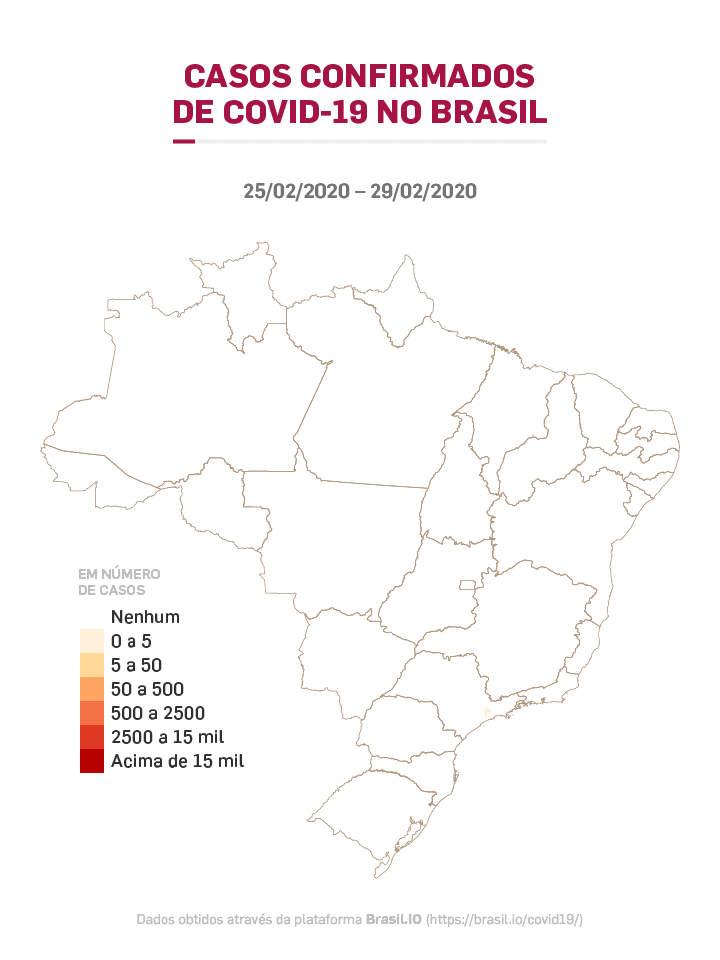 CASOS CONFIRMADOS
DE COVID-19 NO BRASIL
25/02/2020 – 29/02/2020
EM NÚMERO
DE CASOS
Nenhum
0 a 5
5 a 50
50 a 500
500 a 2500
2500 a 15 mil
Acima de 15 mil
Dados obtidos através da plataforma Brasil.IO (https://brasil.io/covid19/)